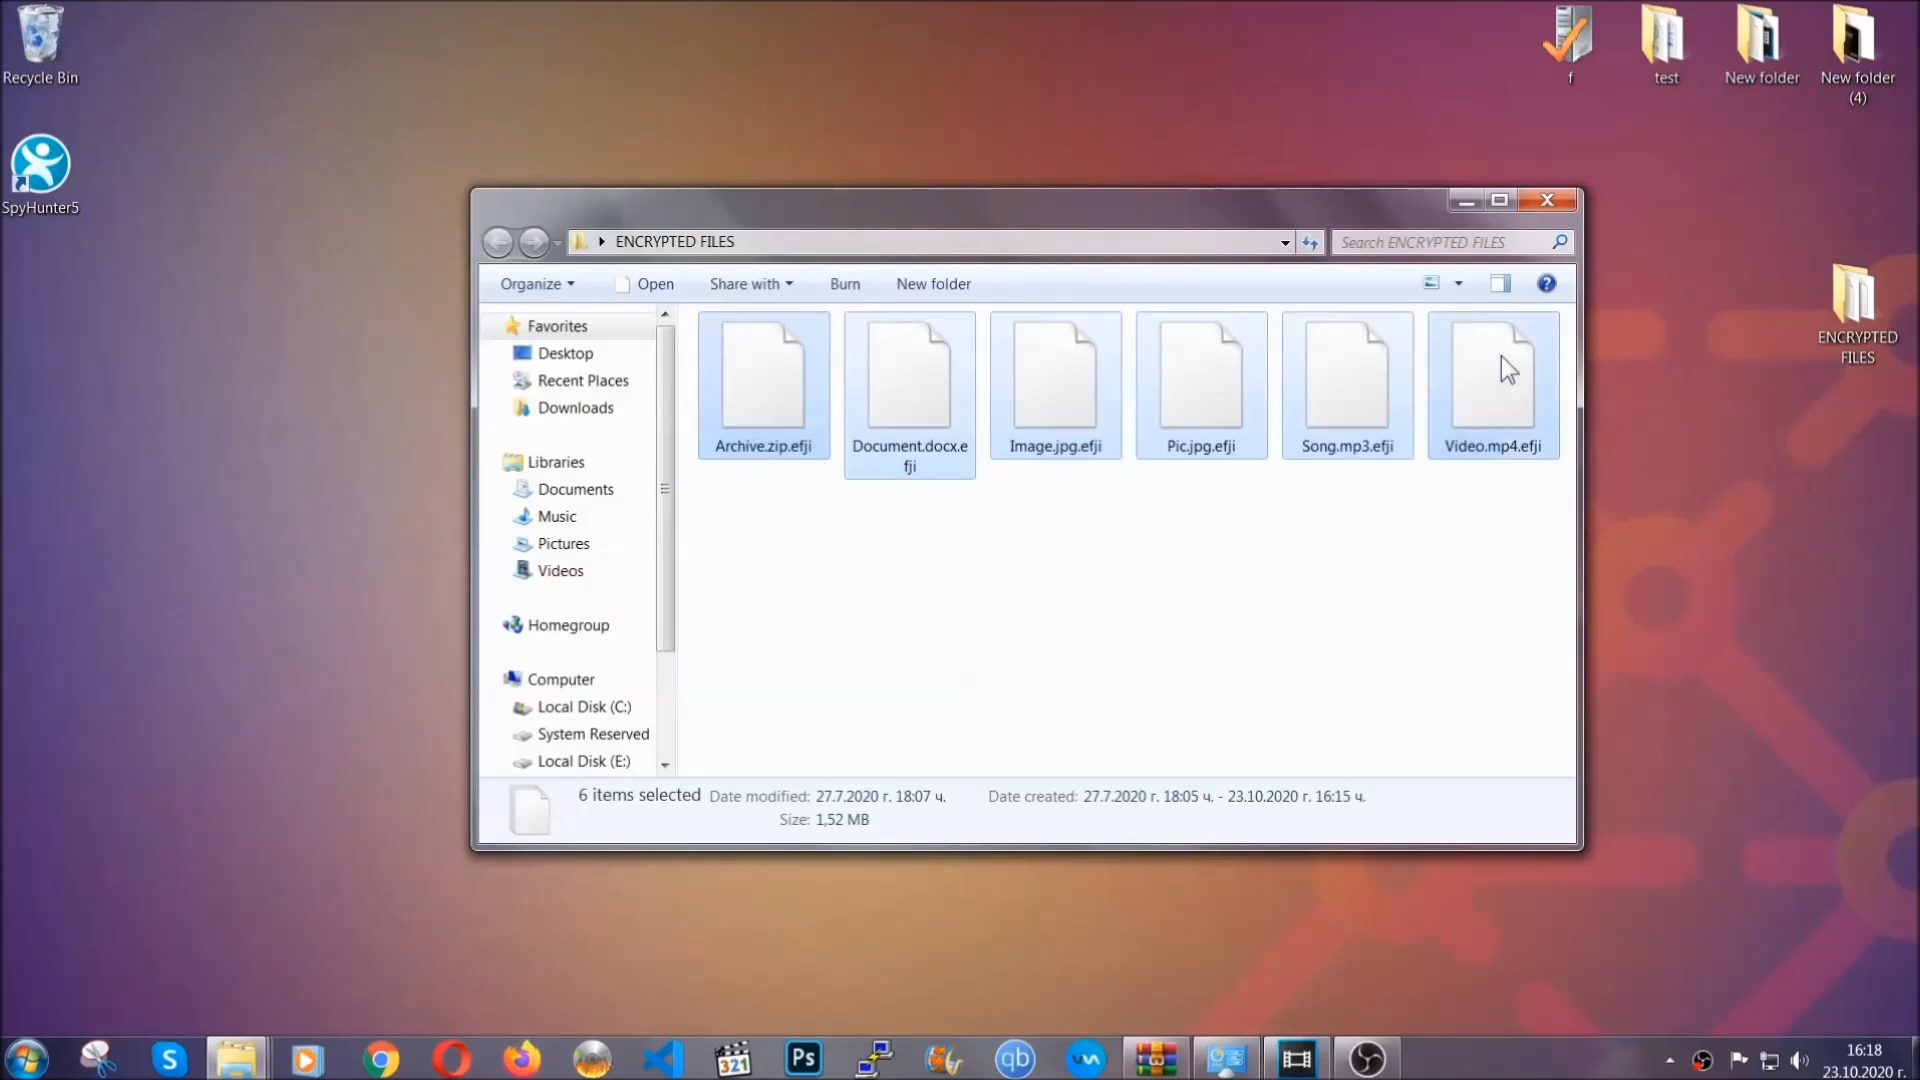 Recycle Bin
SpyHunter5
f
test
New folder
New folder
(4)
ENCRYPTED
FILES
ENCRYPTED FILES
Search ENCRYPTED FILES
Organize
Open
Share with
Burn
New folder
Favorites
Desktop
Recent Places
Downloads
Libraries
Documents
Music
Pictures
Videos
Homegroup
Computer
Local Disk (C:)
System Reserved
Local Disk (E:)
Archive.zip.efji
Document.docx.e
fji
Image.jpg.efji
Pic.jpg.efji
Song.mp3.efji
Video.mp4.efji
6 items selected Date modified: 27.7.2020 г. 18:07 ч. Date created: 27.7.2020 г. 18:05 ч. - 23.10.2020 г. 16:15 ч.
Size: 1,52 MB
S
321
Ps
qb
16:18
23.10.2020 г.